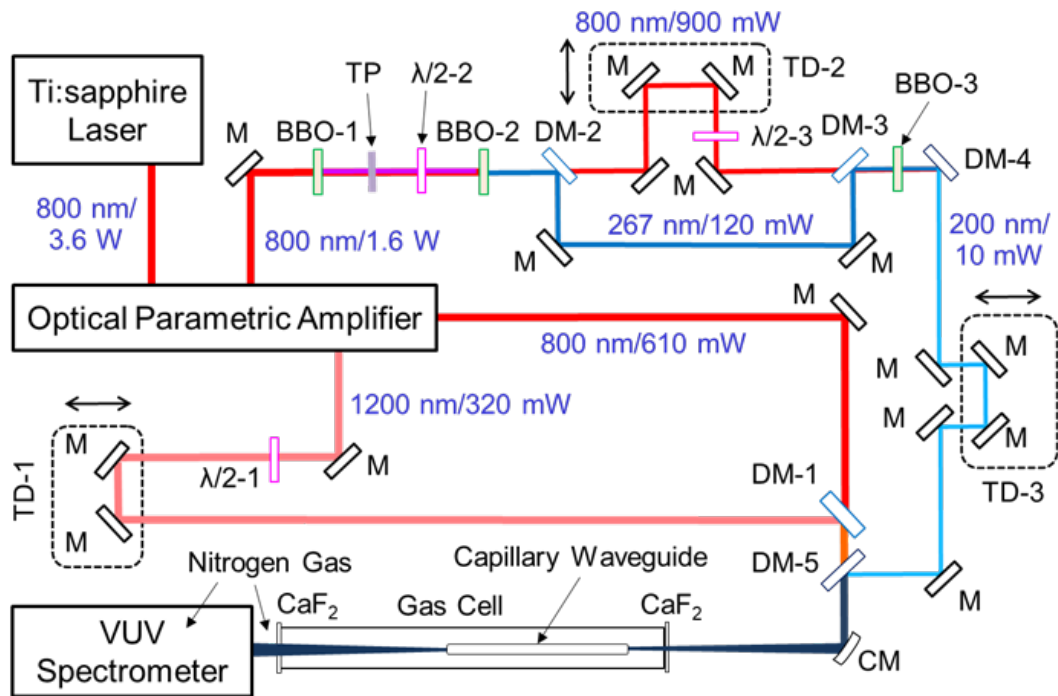 800 nm/900 mW
Ti:sapphire
Laser
TP
λ/2-2
M
M
TD-2
BBO-3
M
BBO-1
BBO-2
DM-2
λ/2-3
DM-3
DM-4
M
800 nm/
3.6 W
800 nm/1.6 W
267 nm/120 mW
200 nm/
10 mW
M
M
Optical Parametric Amplifier
M
800 nm/610 mW
M
M
M
M
TD-3
1200 nm/320 mW
TD-1
M
M
λ/2-1
M
DM-1
Nitrogen Gas
Capillary Waveguide
DM-5
M
CaF2
Gas Cell
CaF2
VUV
Spectrometer
CM